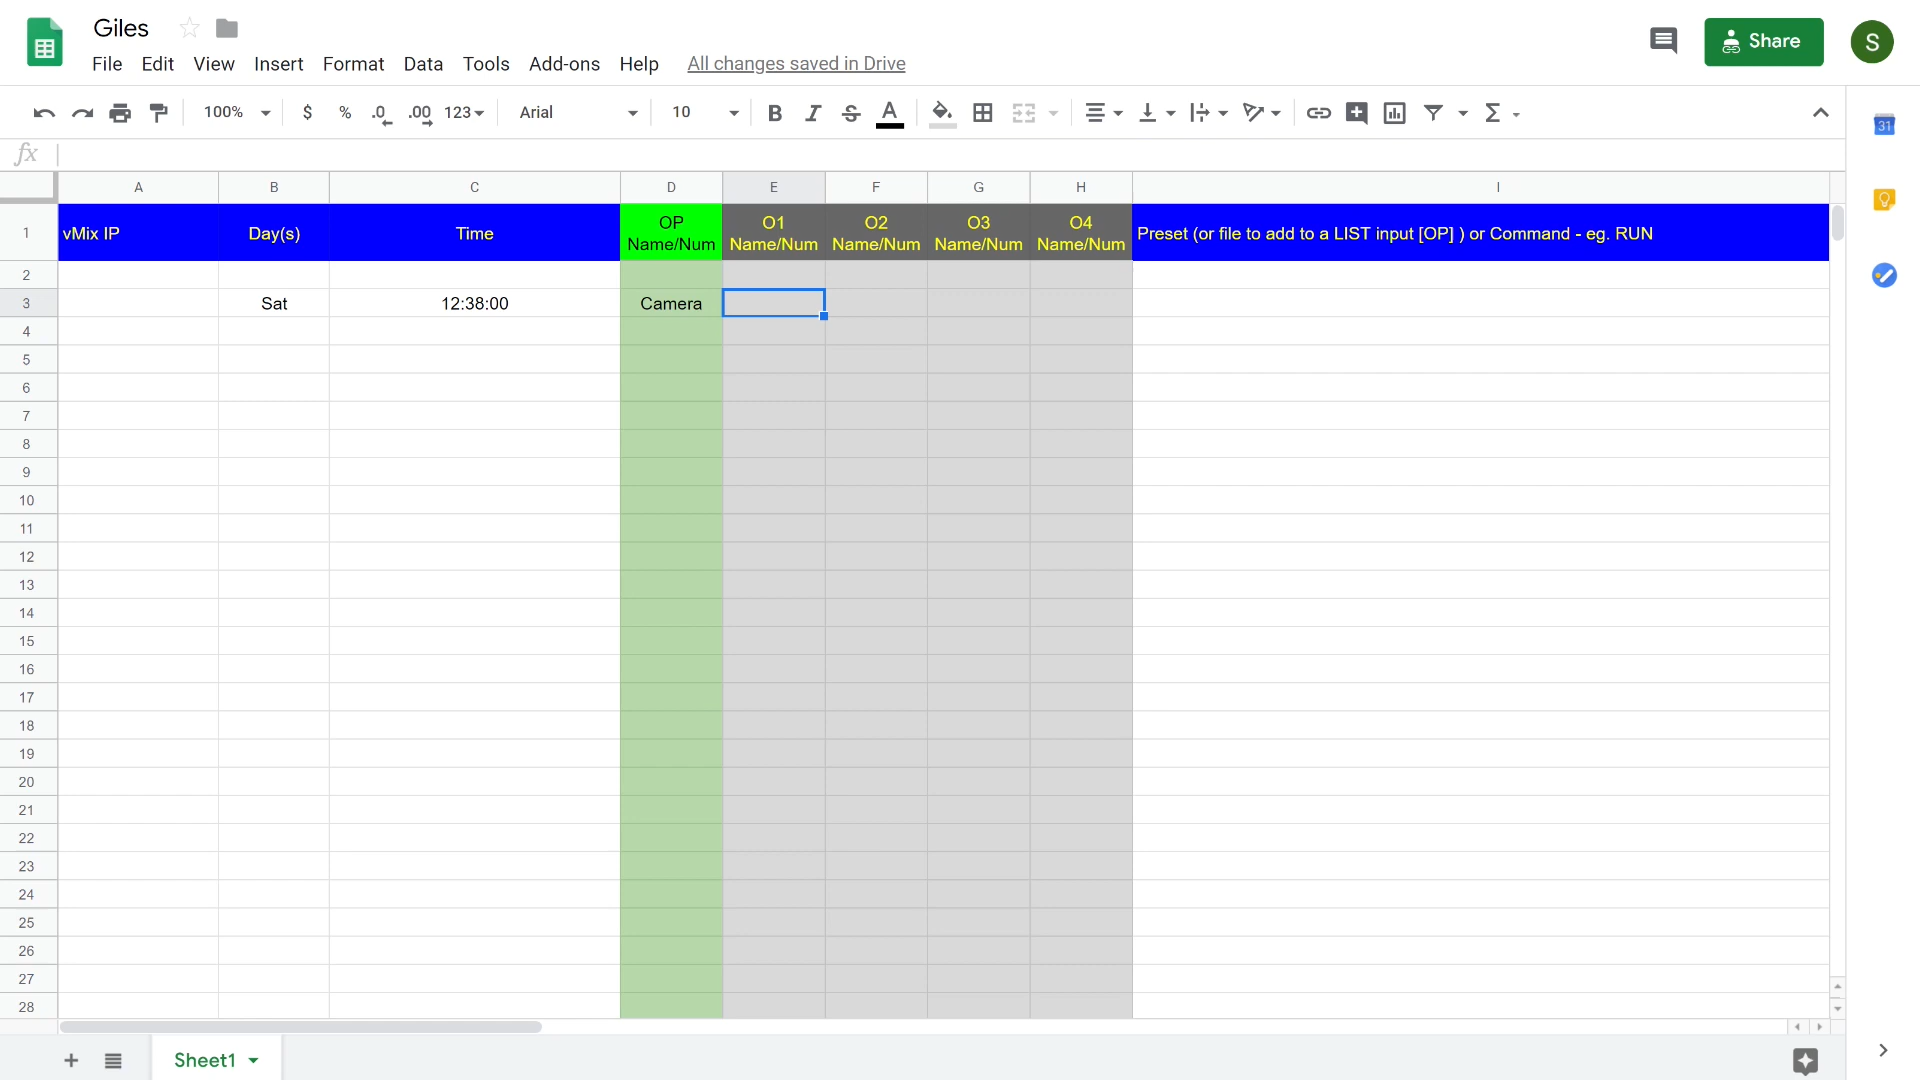 Giles
File Edit View Insert Format Data Tools Add-ons Help All changes saved in Drive
Share
S
100% $ % .0 .00 123 Arial 10 B I S A
31
fx
A B C D E F G H I
1 vMix IP Day(s) Time OP Name/Num O1 Name/Num O2 Name/Num O3 Name/Num O4 Name/Num Preset (or file to add to a LIST input [OP] ) or Command - eg. RUN
2
3 Sat 12:38:00 Camera
4
5
6
7
8
9
10
11
12
13
14
15
16
17
18
19
20
21
22
23
24
25
26
27
28
Sheet1